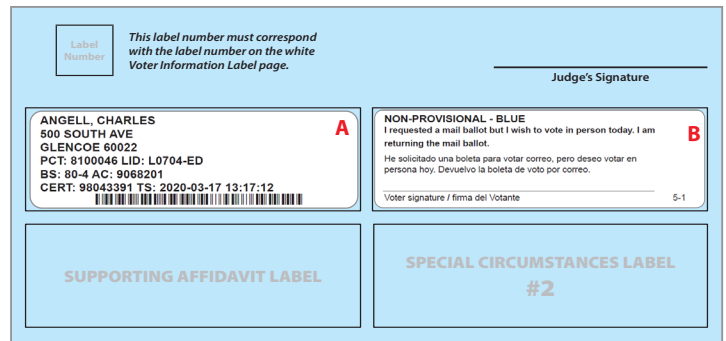 Label
Number
This label number must correspond
with the label number on the white
Voter Information Label page.
Judge's Signature
ANGELL, CHARLES
500 SOUTH AVE
GLENCOE 60022
PCT: 8100046 LID: L0704-ED
BS: 80-4 AC: 9068201
CERT: 98043391 TS: 2020-03-17 13:17:12
A
NON-PROVISIONAL - BLUE
I requested a mail ballot but I wish to vote in person today. I am
returning the mail ballot.
He solicitado una boleta para votar correo, pero deseo votar en
persona hoy. Devuelvo la boleta de voto por correo.
Voter signature / firma del Votante 5-1
B
SUPPORTING AFFIDAVIT LABEL
SPECIAL CIRCUMSTANCES LABEL
#2